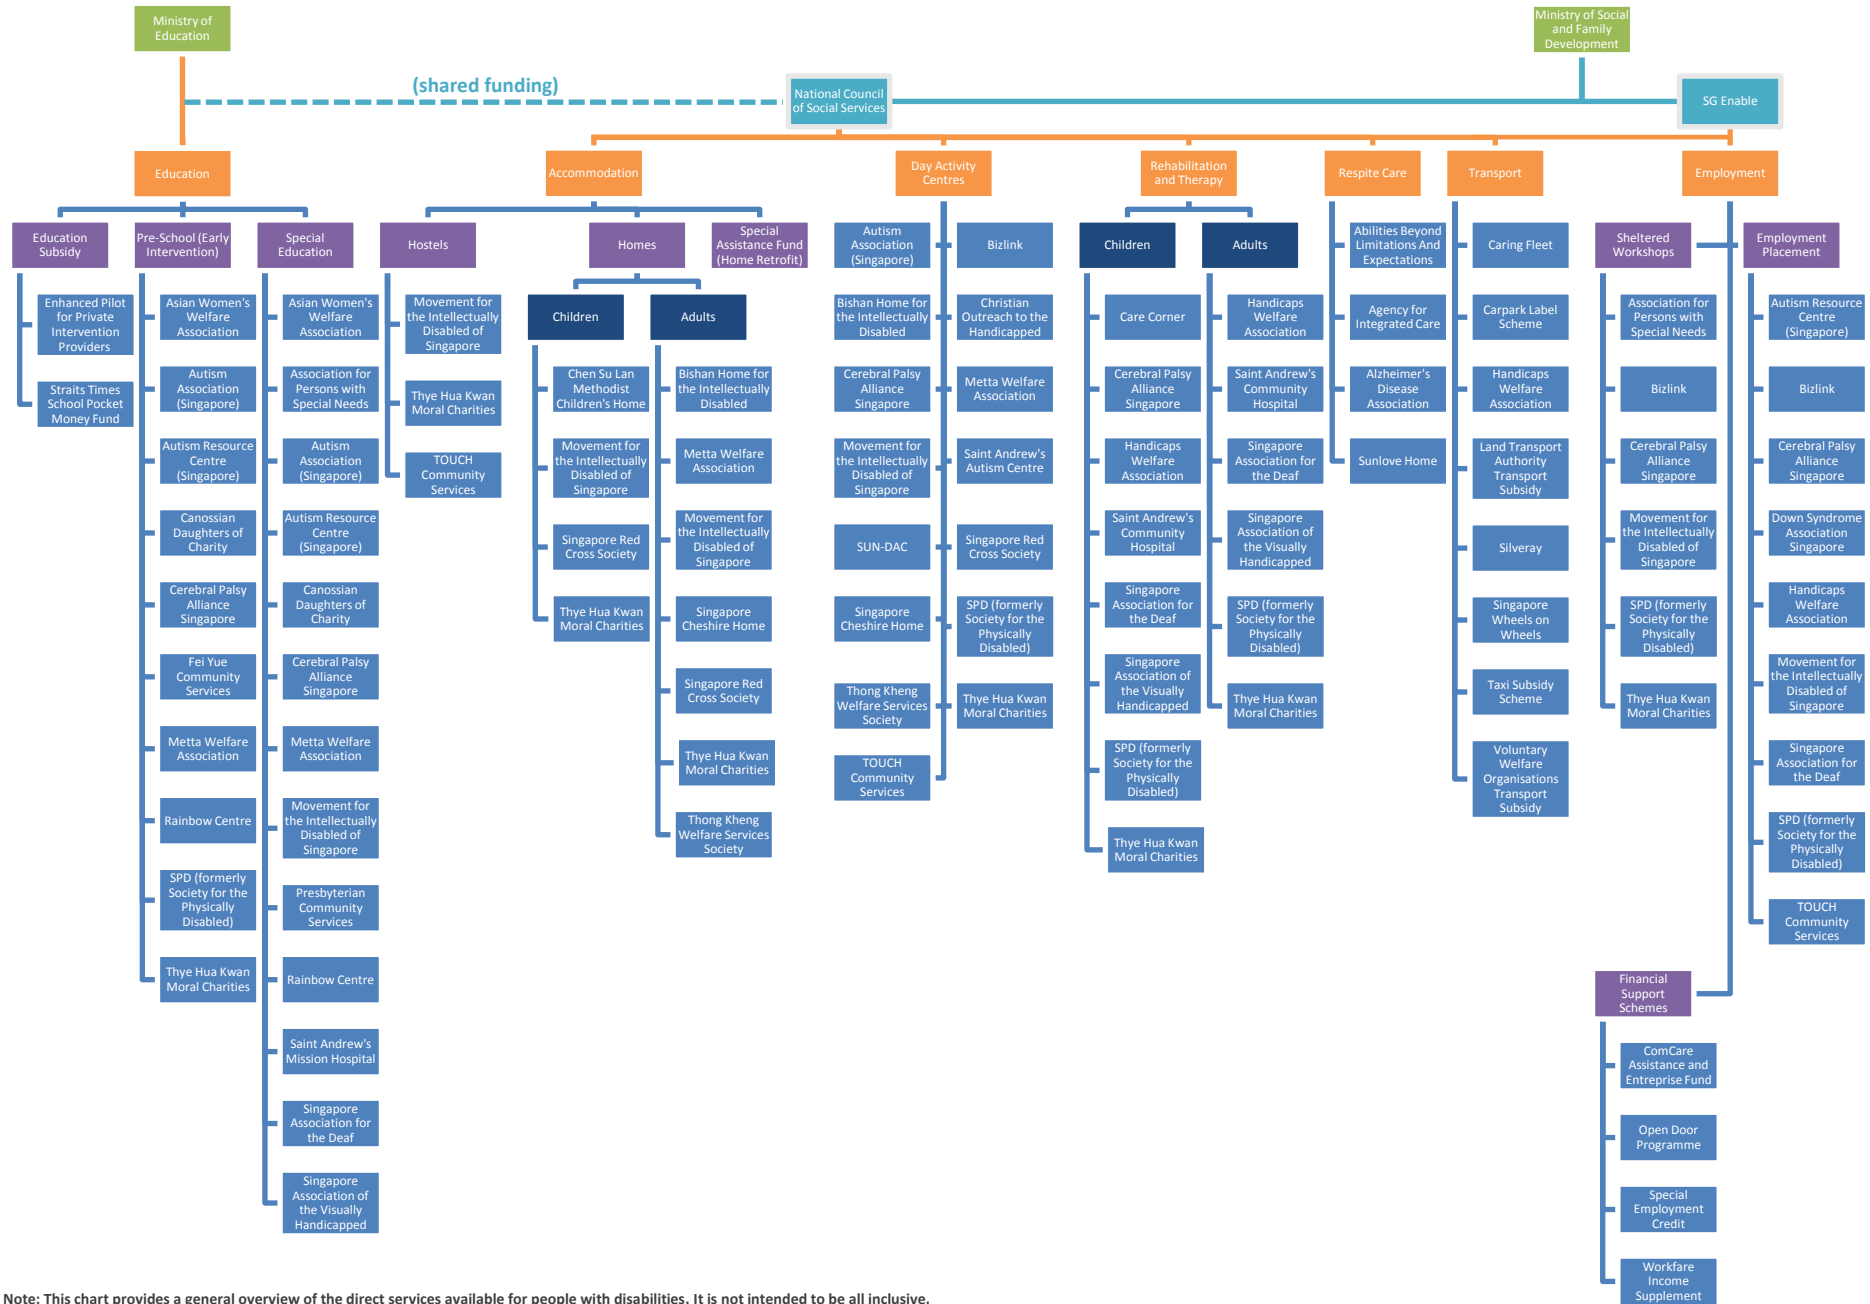 Ministry of
Education
Ministry of Social
and Family
Development
(shared funding)
National Council
of Social Services
SG Enable
Education
Accommodation
Day Activity
Centres
Rehabilitation
and Therapy
Respite Care
Transport
Employment
Education
Subsidy
Enhanced Pilot
for Private
Intervention
Providers
Straits Times
School Pocket
Money Fund
Pre-School (Early
Intervention)
Asian Women's
Welfare
Association
Autism
Association
(Singapore)
Autism Resource
Centre
(Singapore)
Canossian
Daughters of
Charity
Cerebral Palsy
Alliance
Singapore
Fei Yue
Community
Services
Metta Welfare
Association
Rainbow Centre
SPD (formerly
Society for the
Physically
Disabled)
Thye Hua Kwan
Moral Charities
Special
Education
Asian Women's
Welfare
Association
Association for
Persons with
Special Needs
Autism
Association
(Singapore)
Autism Resource
Centre
(Singapore)
Canossian
Daughters of
Charity
Cerebral Palsy
Alliance
Singapore
Metta Welfare
Association
Movement for
the Intellectually
Disabled of
Singapore
Presbyterian
Community
Services
Rainbow Centre
Saint Andrew's
Mission Hospital
Singapore
Association for
the Deaf
Singapore
Association of
the Visually
Handicapped
Hostels
Movement for
the Intellectually
Disabled of
Singapore
Thye Hua Kwan
Moral Charities
TOUCH
Community
Services
Homes
Children
Chen Su Lan
Methodist
Children's Home
Movement for
the Intellectually
Disabled of
Singapore
Singapore Red
Cross Society
Thye Hua Kwan
Moral Charities
Adults
Bishan Home for
the Intellectually
Disabled
Metta Welfare
Association
Movement for
the Intellectually
Disabled of
Singapore
Singapore
Cheshire Home
Singapore Red
Cross Society
Thye Hua Kwan
Moral Charities
Thong Kheng
Welfare Services
Society
Special
Assistance Fund
(Home Retrofit)
Autism
Association
(Singapore)
Bizlink
Bishan Home for
the Intellectually
Disabled
Christian
Outreach to the
Handicapped
Cerebral Palsy
Alliance
Singapore
Metta Welfare
Association
Movement for
the Intellectually
Disabled of
Singapore
Saint Andrew's
Autism Centre
SUN-DAC
Singapore Red
Cross Society
Singapore
Cheshire Home
SPD (formerly
Society for the
Physically
Disabled)
Thong Kheng
Welfare Services
Society
Thye Hua Kwan
Moral Charities
TOUCH
Community
Services
Children
Care Corner
Cerebral Palsy
Alliance
Singapore
Handicaps
Welfare
Association
Saint Andrew's
Community
Hospital
Singapore
Association for
the Deaf
Singapore
Association of
the Visually
Handicapped
SPD (formerly
Society for the
Physically
Disabled)
Thye Hua Kwan
Moral Charities
Adults
Handicaps
Welfare
Association
Saint Andrew's
Community
Hospital
Singapore
Association for
the Deaf
Singapore
Association of
the Visually
Handicapped
SPD (formerly
Society for the
Physically
Disabled)
Thye Hua Kwan
Moral Charities
Abilities Beyond
Limitations And
Expectations
Agency for
Integrated Care
Alzheimer's
Disease
Association
Sunlove Home
Caring Fleet
Carpark Label
Scheme
Handicaps
Welfare
Association
Land Transport
Authority
Transport
Subsidy
Silveray
Singapore
Wheels on
Wheels
Taxi Subsidy
Scheme
Voluntary
Welfare
Organisations
Transport
Subsidy
Sheltered
Workshops
Association for
Persons with
Special Needs
Bizlink
Cerebral Palsy
Alliance
Singapore
Movement for
the Intellectually
Disabled of
Singapore
SPD (formerly
Society for the
Physically
Disabled)
Thye Hua Kwan
Moral Charities
Employment
Placement
Autism Resource
Centre
(Singapore)
Bizlink
Cerebral Palsy
Alliance
Singapore
Down Syndrome
Association
Singapore
Handicaps
Welfare
Association
Movement for
the Intellectually
Disabled of
Singapore
Singapore
Association for
the Deaf
SPD (formerly
Society for the
Physically
Disabled)
TOUCH
Community
Services
Financial
Support
Schemes
ComCare
Assistance and
Entreprise Fund
Open Door
Programme
Special
Employment
Credit
Workfare
Income
Supplement
Note: This chart provides a general overview of the direct services available for people with disabilities. It is not intended to be all inclusive.